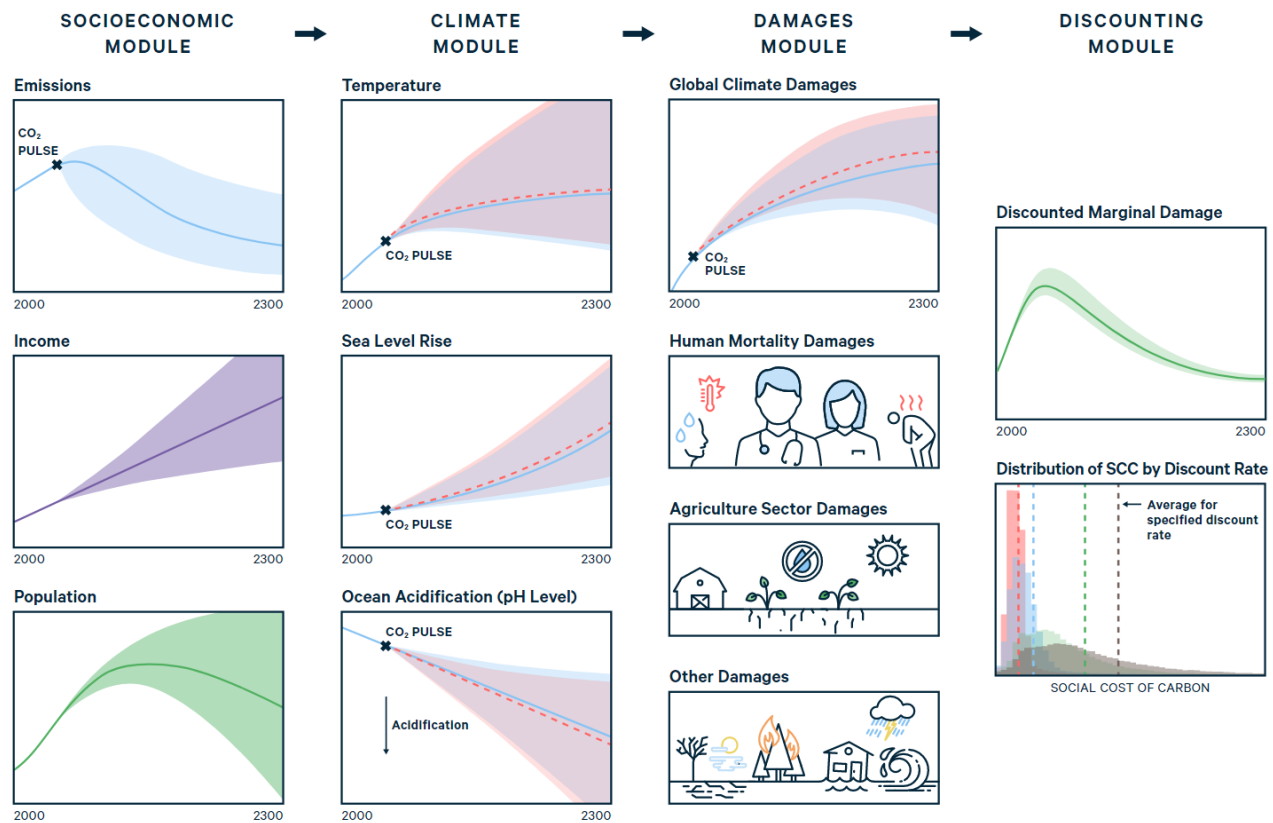 SOCIOECONOMIC
MODULE
CLIMATE
MODULE
DAMAGES
MODULE
DISCOUNTING
MODULE
Emissions
CO₂
PULSE
2000
2300
Income
2000
2300
Population
2000
2300
Temperature
CO₂ PULSE
2000
2300
Sea Level Rise
CO₂ PULSE
2000
2300
Ocean Acidification (pH Level)
CO₂ PULSE
Acidification
2000
2300
Global Climate Damages
CO₂
PULSE
2000
2300
Human Mortality Damages
Agriculture Sector Damages
Other Damages
Discounted Marginal Damage
2000
2300
Distribution of SCC by Discount Rate
Average for
specified discount
rate
SOCIAL COST OF CARBON